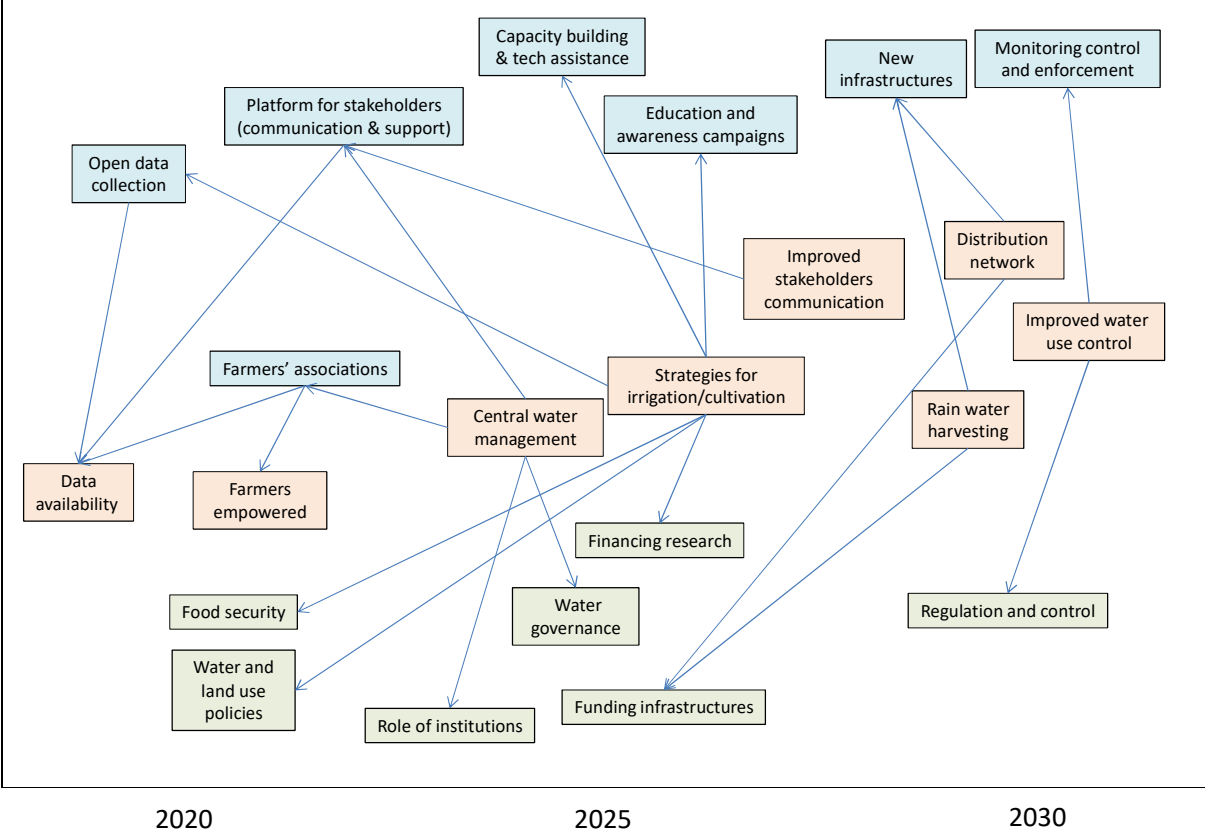 Capacity building
& tech assistance
New
infrastructures
Monitoring control
and enforcement
Platform for stakeholders
(communication & support)
Education and
awareness campaigns
Open data
collection
Improved
stakeholders
communication
Distribution
network
Improved water
use control
Farmers’ associations
Strategies for
irrigation/cultivation
Central water
management
Rain water
harvesting
Data
availability
Farmers
empowered
Financing research
Food security
Water
governance
Regulation and control
Water and
land use
policies
Role of institutions
Funding infrastructures
2020
2025
2030